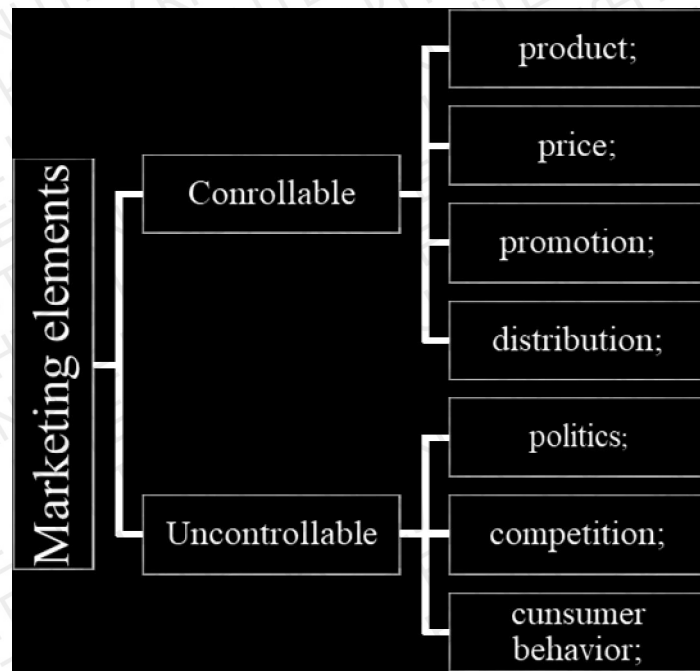 Marketing elements
Conrollable
product;
price;
promotion;
distribution;
Uncontrollable
politics;
competition;
cunsumer
behavior;